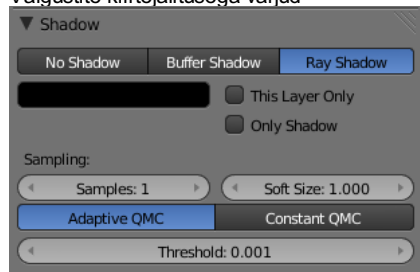 Shadow
No Shadow Buffer Shadow Ray Shadow
This Layer Only
Only Shadow
Sampling:
Samples: 1 Soft Size: 1.000
Adaptive QMC Constant QMC
Threshold: 0.001